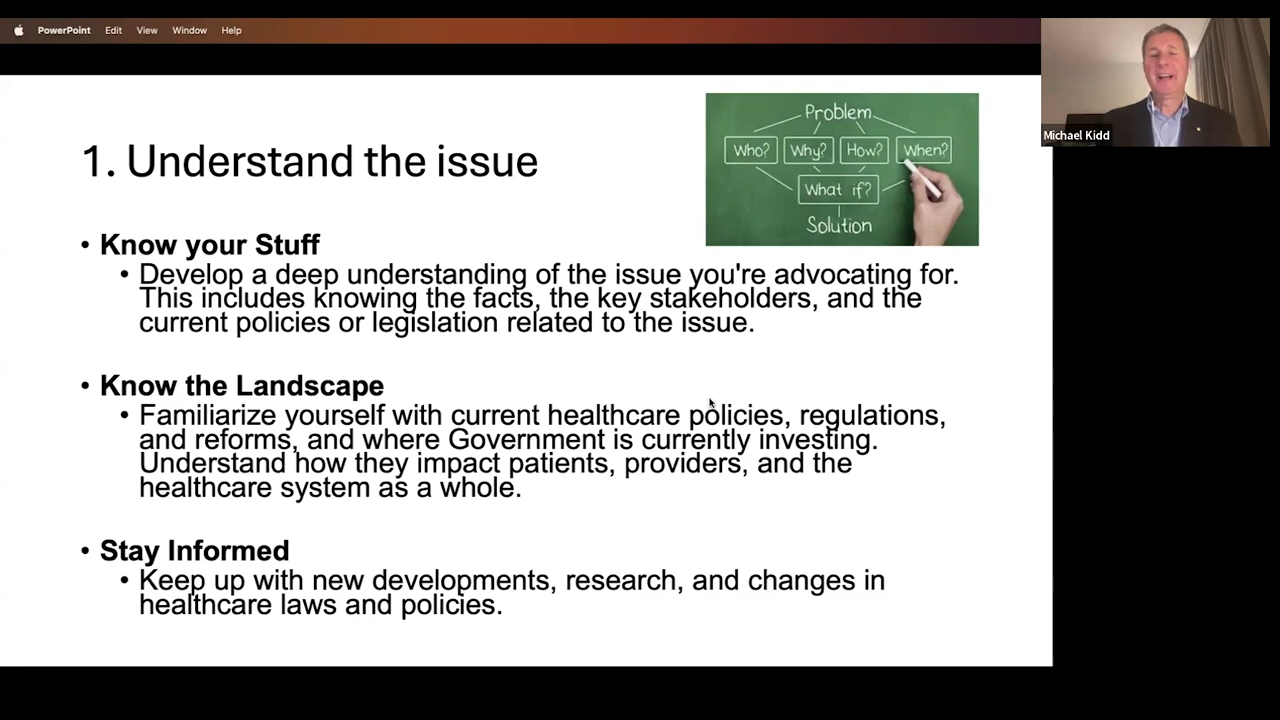 PowerPoint Edit View Window Help
Michael Kidd
1. Understand the issue
Problem
Who? Why? How? When?
What if?
Solution
• Know your Stuff
• Develop a deep understanding of the issue you're advocating for.
This includes knowing the facts, the key stakeholders, and the
current policies or legislation related to the issue.
• Know the Landscape
• Familiarize yourself with current healthcare policies, regulations,
and reforms, and where Government is currently investing.
Understand how they impact patients, providers, and the
healthcare system as a whole.
• Stay Informed
• Keep up with new developments, research, and changes in
healthcare laws and policies.